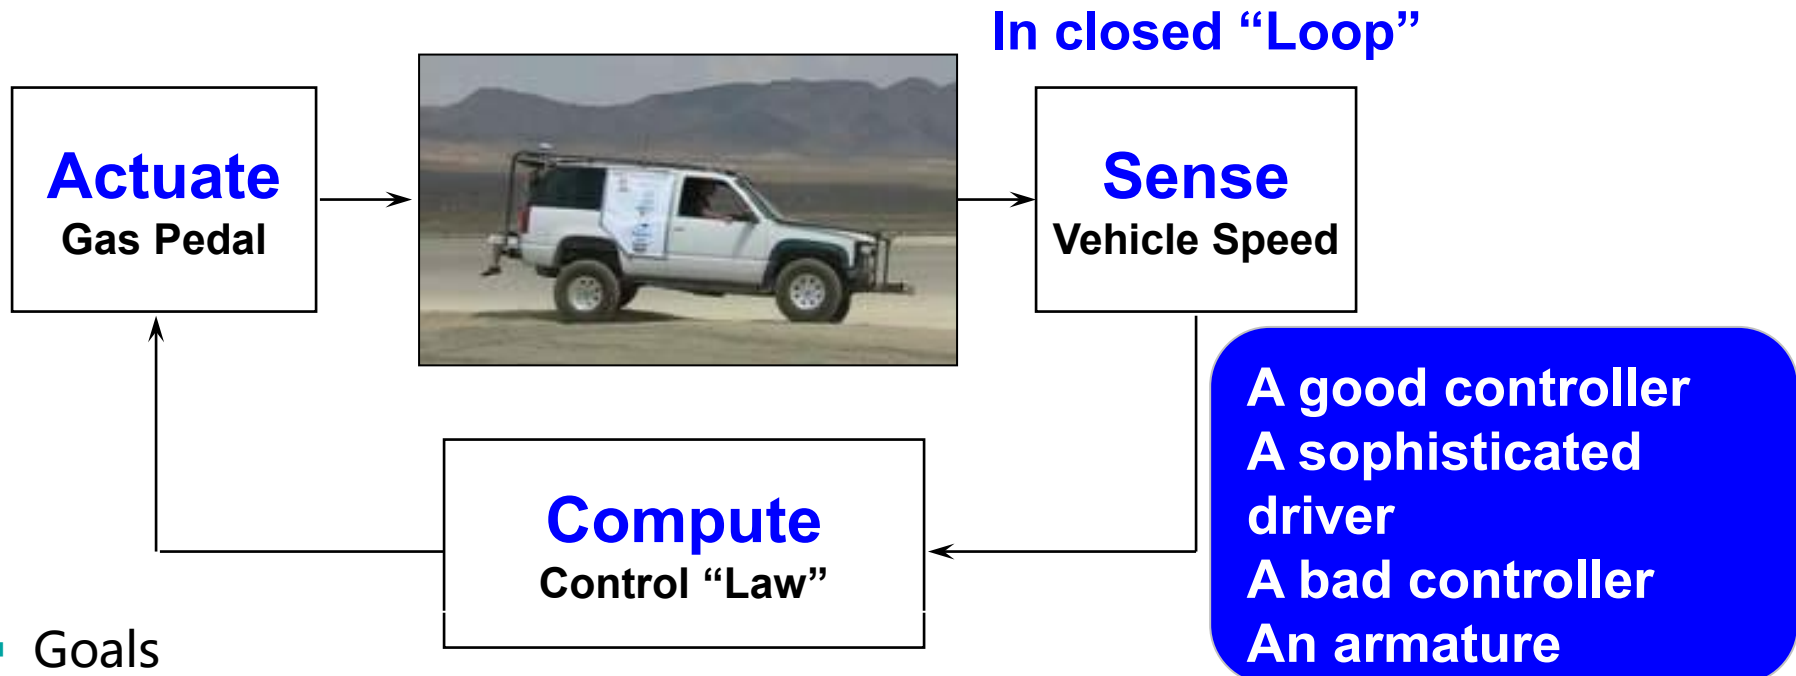 In closed “Loop”
Actuate
Gas Pedal
Sense
Vehicle Speed
Compute
Control “Law”
A good controller
A sophisticated
driver
A bad controller
An armature
Goals